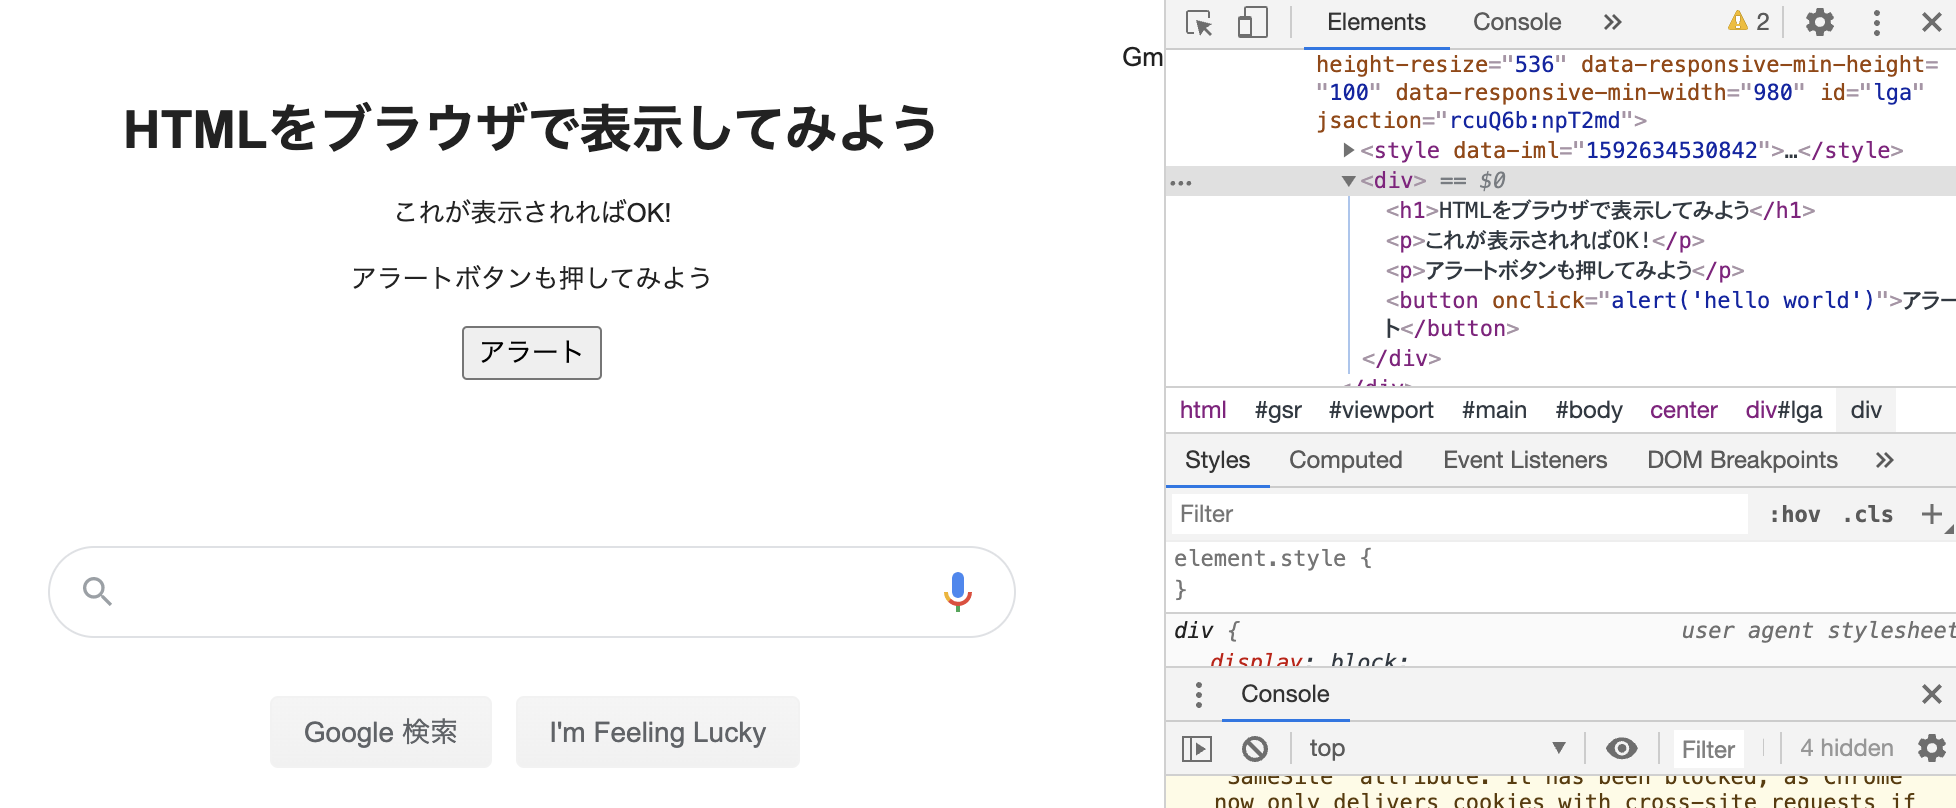 Gm
HTMLをブラウザで表示してみよう
これが表示されればOK!
アラートボタンも押してみよう
アラート
Google 検索
I'm Feeling Lucky
Elements
Console
2
height-resize="536" data-responsive-min-height=
"100" data-responsive-min-width="980" id="lga"
jsaction="rcuQ6b:npT2md">
<style data-iml="1592634530842">…</style>
<div> == $0
<h1>HTMLをブラウザで表示してみよう</h1>
<p>これが表示されればOK!</p>
<p>アラートボタンも押してみよう</p>
<button onclick="alert('hello world')">アラー
ト</button>
</div>
</div>
html #gsr #viewport #main #body center div#lga div
Styles Computed Event Listeners DOM Breakpoints
Filter :hov .cls
element.style {
}
div { user agent stylesheet
display: block;
Console
top Filter 4 hidden
SameSite attribute. It has been blocked, as Chrome
now only delivers cookies with cross-site requests if